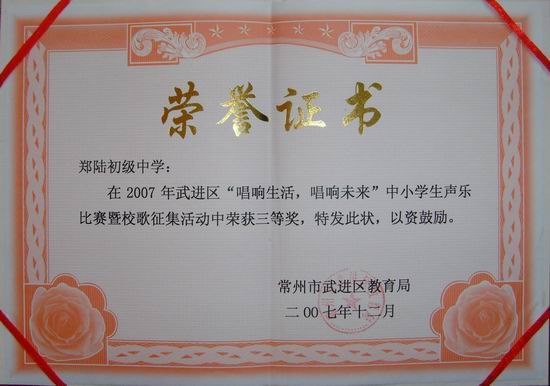 荣誉证书
郑陆初级中学：
在2007年武进区“唱响生活，唱响未来”中小学生声乐
比赛暨校歌征集活动中荣获三等奖，特发此状，以资鼓励。
常州市武进区教育局
二00七年十二月